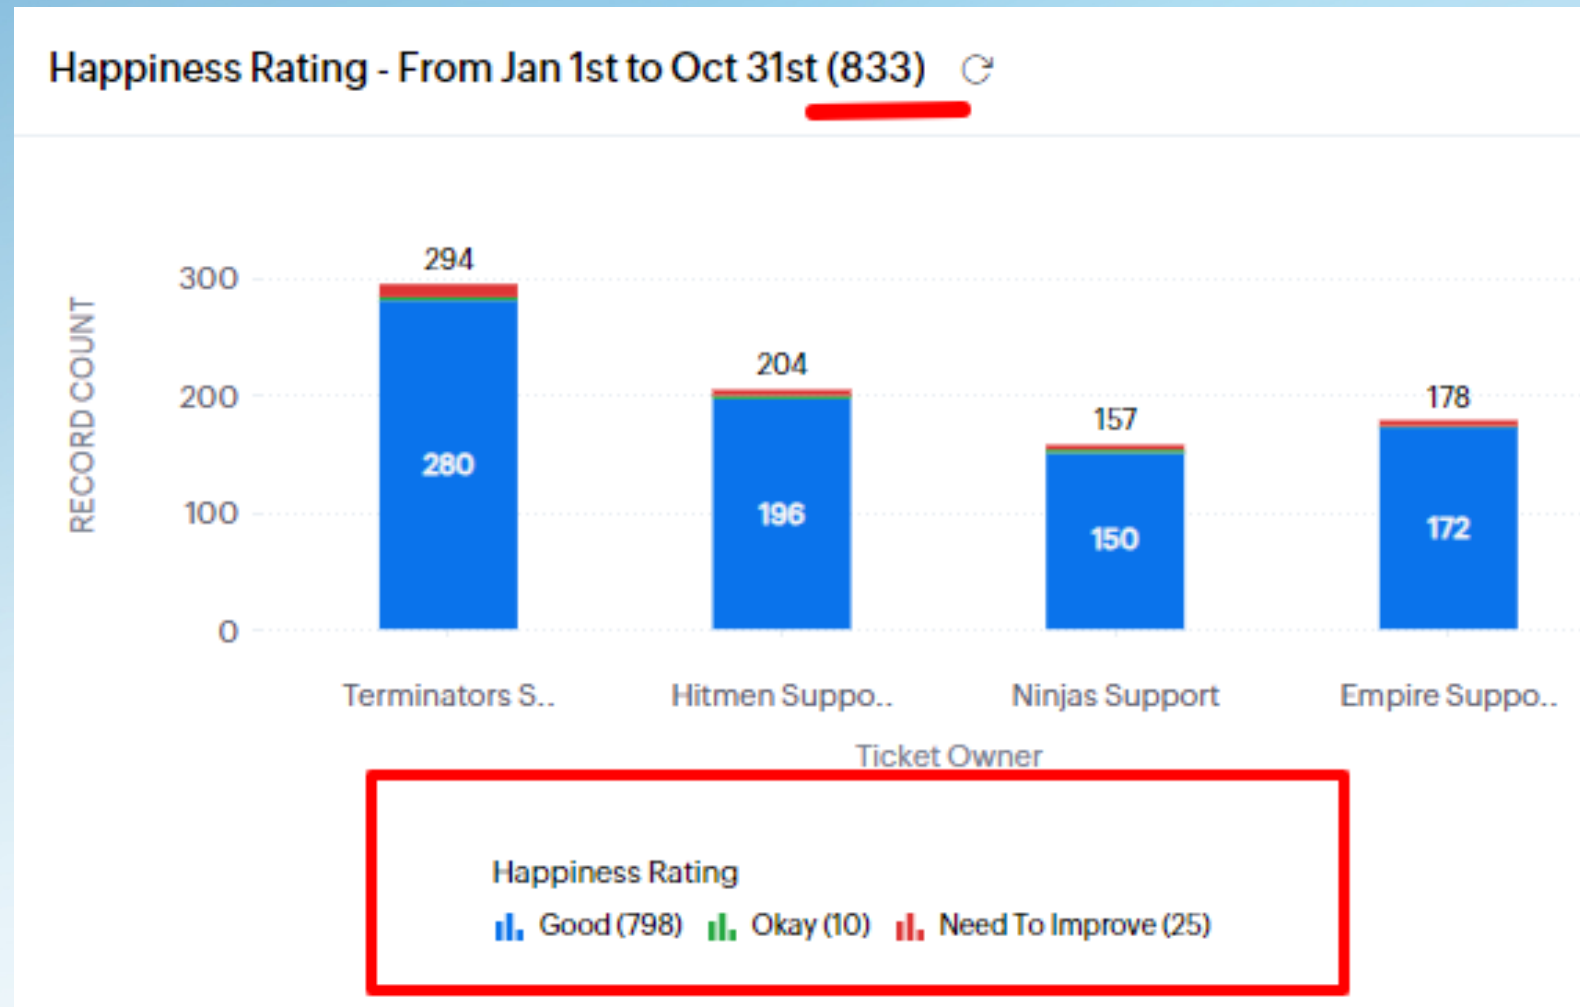 Happiness Rating - From Jan 1st to Oct 31st (833)
RECORD COUNT
300
200
100
0
294
280
204
196
157
150
178
172
Terminators S..
Hitmen Suppo..
Ninjas Support
Empire Suppo..
Ticket Owner
Happiness Rating
Good (798) Okay (10) Need To Improve (25)